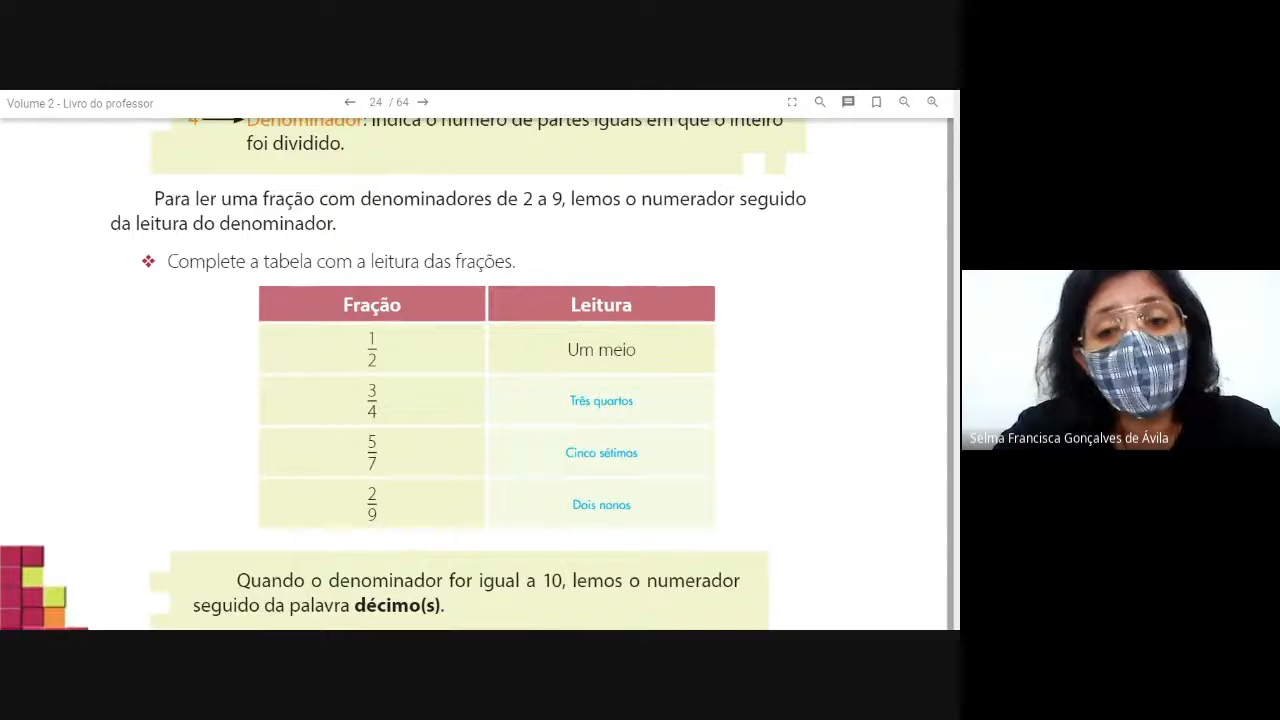 Volume 2 - Livro do professor
24 / 64
4 Denominador: indica o número de partes iguais em que o inteiro
foi dividido.
Para ler uma fração com denominadores de 2 a 9, lemos o numerador seguido
da leitura do denominador.
❖ Complete a tabela com a leitura das frações.
Fração Leitura
1/2 Um meio
3/4 Três quartos
5/7 Cinco sétimos
2/9 Dois nonos
Quando o denominador for igual a 10, lemos o numerador
seguido da palavra décimo(s).
Selma Francisca Gonçalves de Ávila